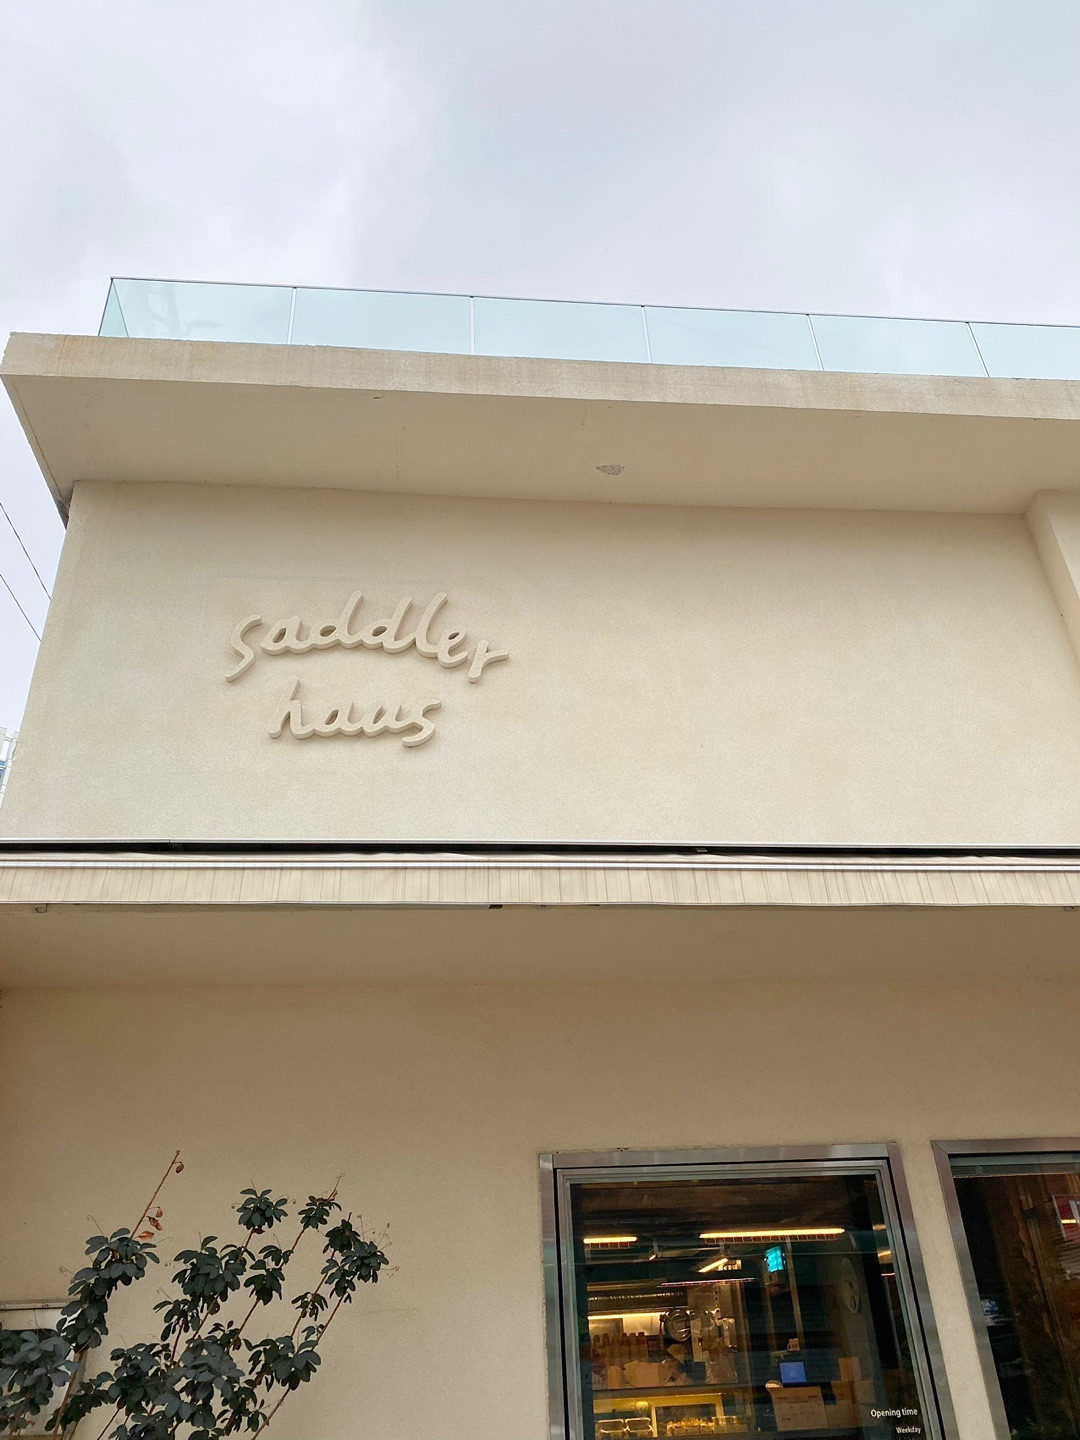 saddler
haus
Opening time
Weekday